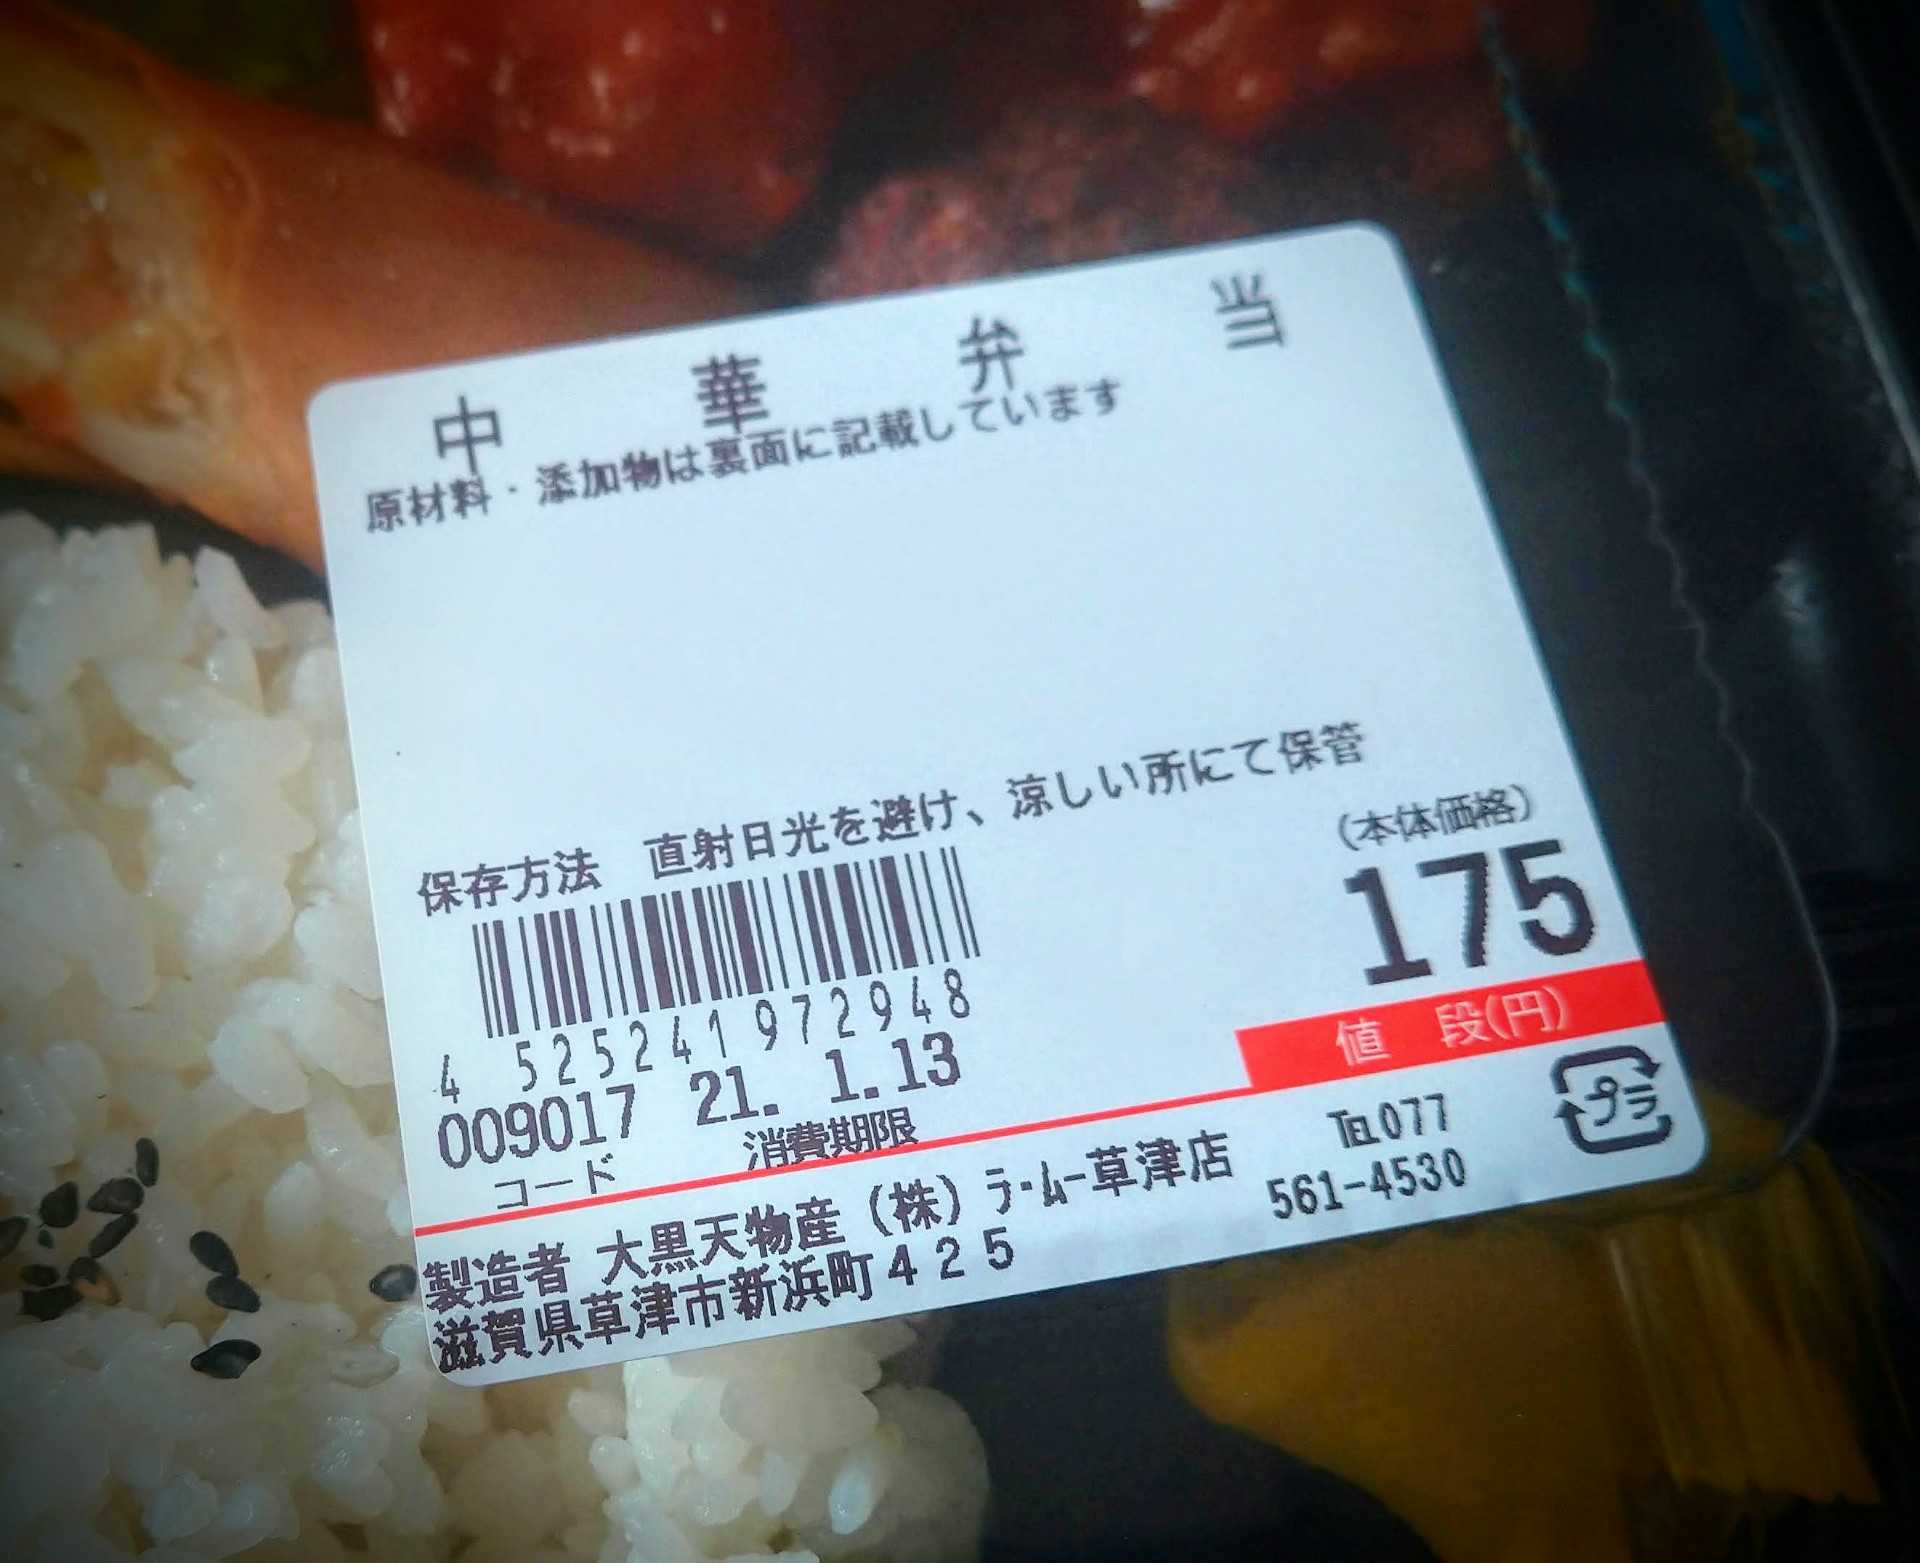 中華弁当
原材料・添加物は裏面に記載しています
保存方法　直射日光を避け、涼しい所にて保管
(本体価格)
175
値段(円)
4 525241 972948
009017 21. 1.13
コード 消費期限
製造者 大黒天物産(株)ラ・ムー草津店
滋賀県草津市新浜町425
TEL077
561-4530
プラ